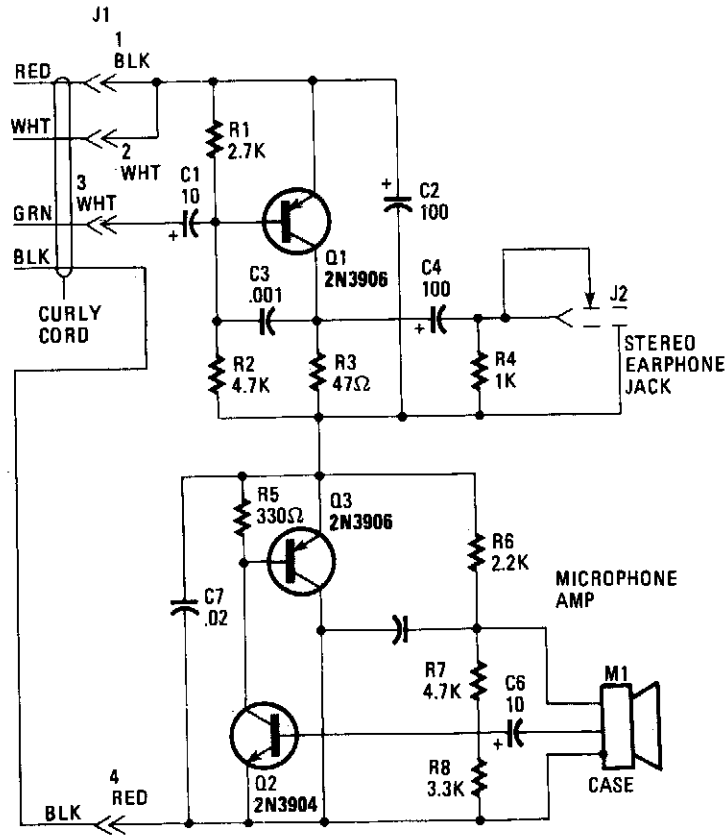 J1
1
BLK
RED
WHT
2
WHT
3
WHT
GRN
BLK
CURLY
CORD
R1
2.7K
C1
10
+
Q1
2N3906
C2
100
+
C3
.001
C4
100
+
J2
STEREO
EARPHONE
JACK
R2
4.7K
R3
47Ω
R4
1K
R5
330Ω
Q3
2N3906
R6
2.2K
MICROPHONE
AMP
C7
.02
R7
4.7K
C6
10
+
M1
CASE
Q2
2N3904
R8
3.3K
4
RED
BLK